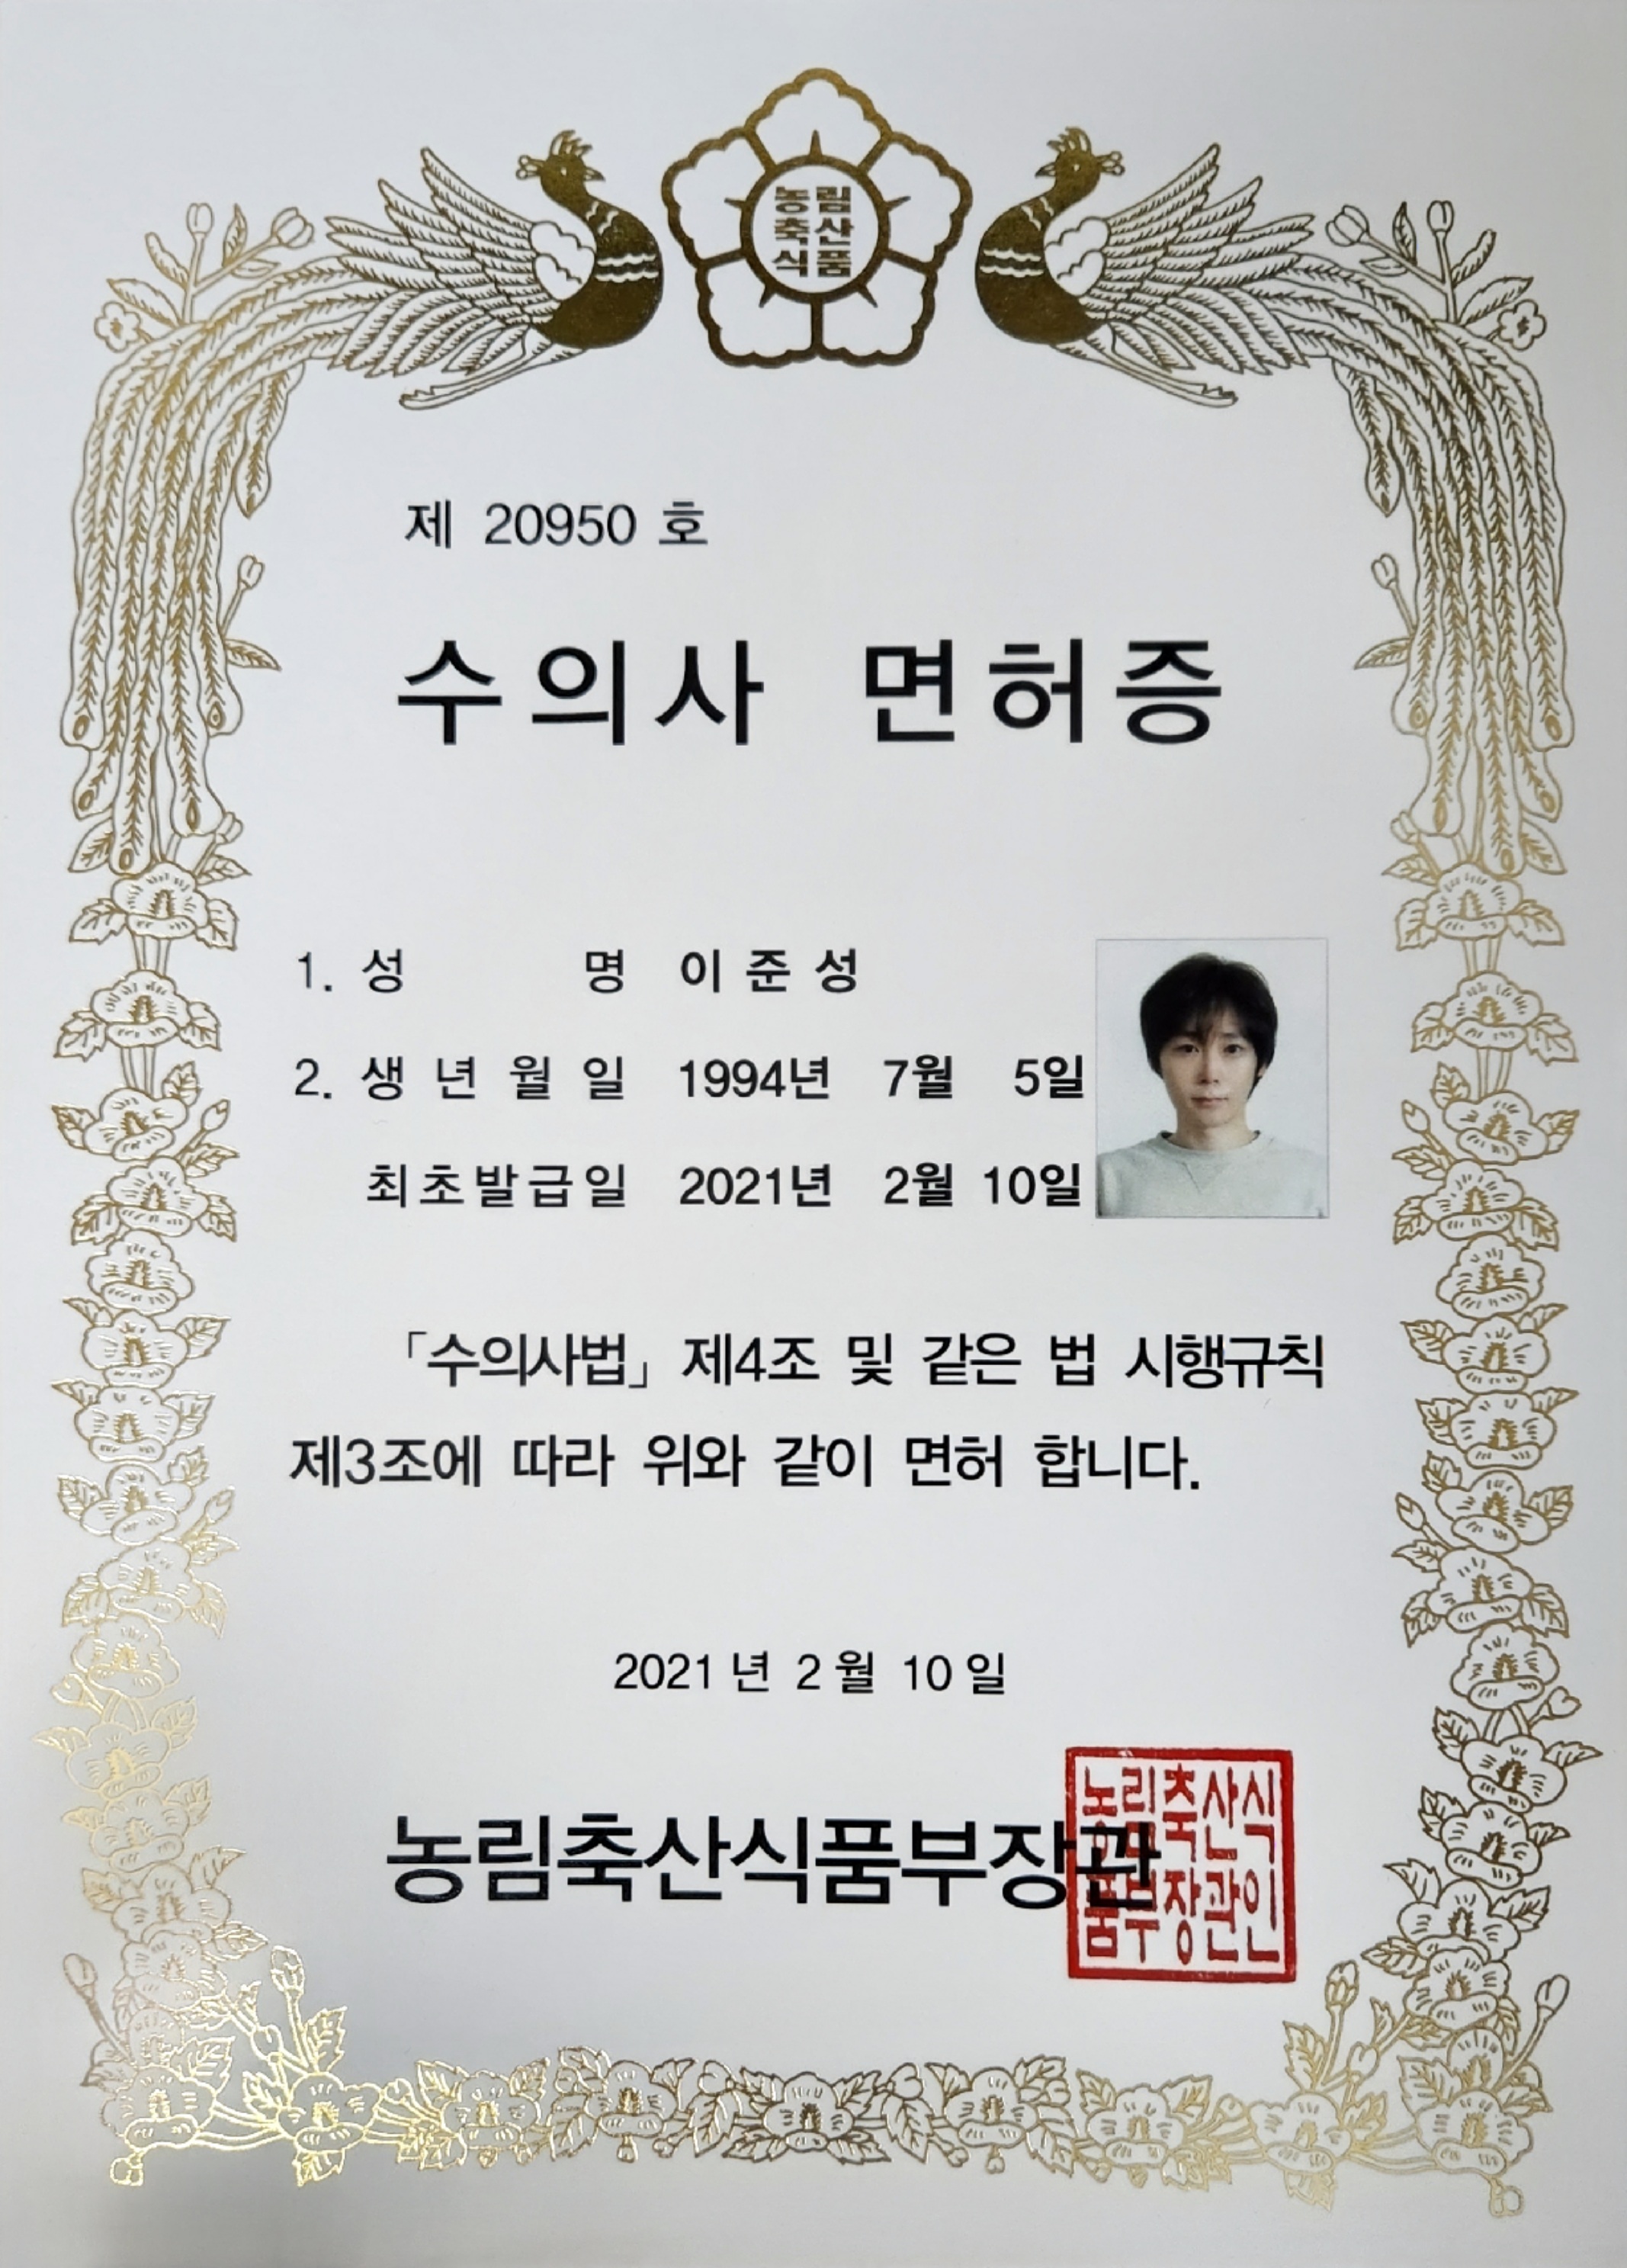 농림
축산
식품
제 20950 호
수의사 면허증
1. 성 명 이 준 성
2. 생 년 월 일 1994년 7월 5일
최초발급일 2021년 2월 10일
「수의사법」 제4조 및 같은 법 시행규칙
제3조에 따라 위와 같이 면허 합니다.
2021 년 2 월 10 일
농림축산식품부장관
농림축산식
품부장관인